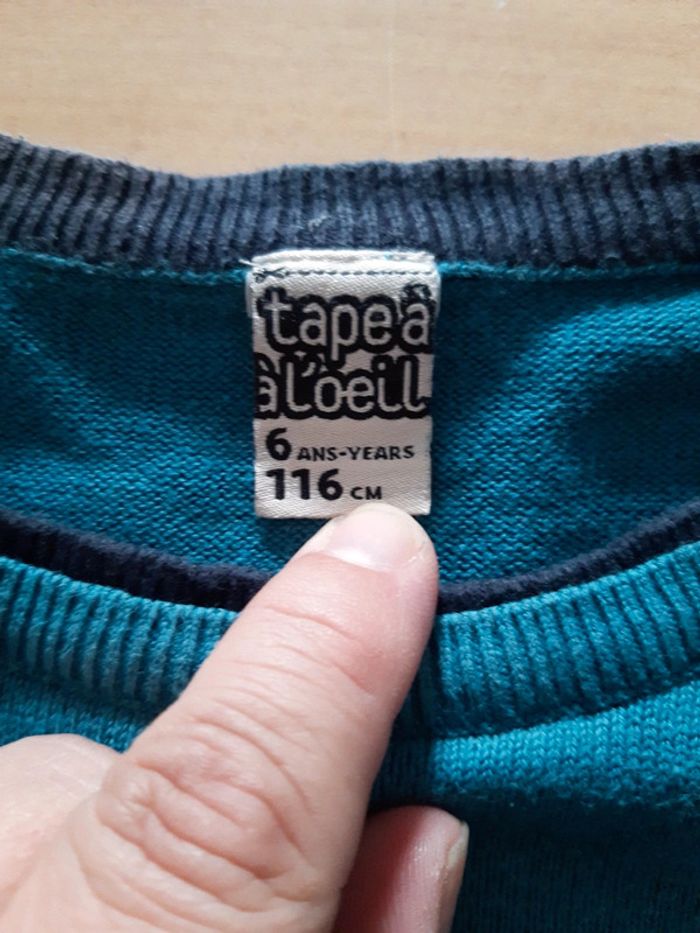 tape à
à l'oeil
6 ANS-YEARS
116 CM